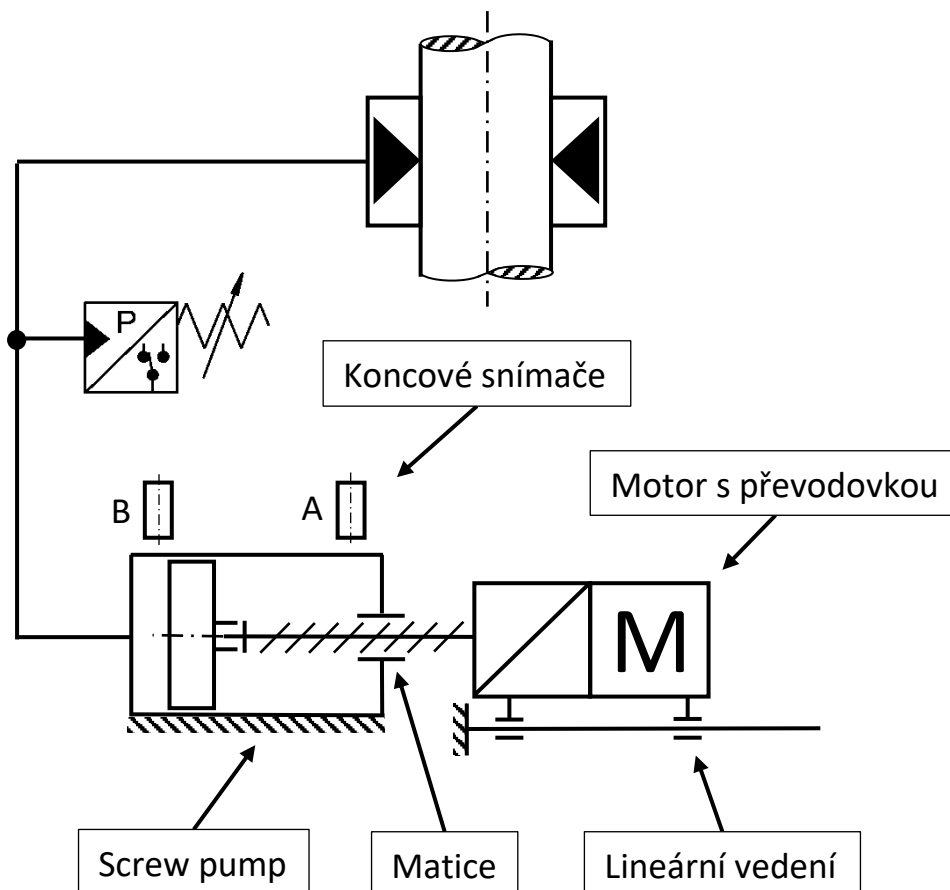 P
Koncové snímače
Motor s převodovkou
B
A
M
Screw pump
Matice
Lineární vedení